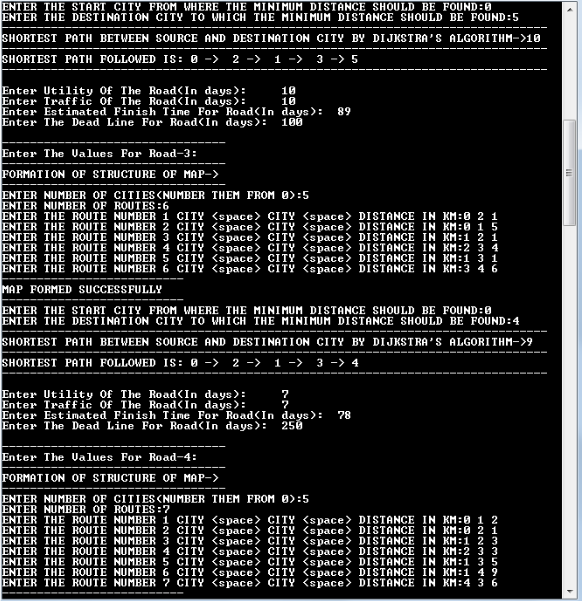 ENTER THE START CITY FROM WHERE THE MINIMUM DISTANCE SHOULD BE FOUND:0
ENTER THE DESTINATION CITY TO WHICH THE MINIMUM DISTANCE SHOULD BE FOUND:5
SHORTEST PATH BETWEEN SOURCE AND DESTINATION CITY BY DIJKSTRA'S ALGORITHM->10
SHORTEST PATH FOLLOWED IS: 0 -> 2 -> 1 -> 3 -> 5
Enter Utility Of The Road(In days): 10
Enter Traffic Of The Road(In days): 10
Enter Estimated Finish Time For Road(In days): 89
Enter The Dead Line For Road(In days): 100
Enter The Values For Road-3:
FORMATION OF STRUCTURE OF MAP->
ENTER NUMBER OF CITIES(NUMBER THEM FROM 0):5
ENTER NUMBER OF ROUTES:6
ENTER THE ROUTE NUMBER 1 CITY <space> CITY <space> DISTANCE IN KM:0 2 1
ENTER THE ROUTE NUMBER 2 CITY <space> CITY <space> DISTANCE IN KM:0 1 5
ENTER THE ROUTE NUMBER 3 CITY <space> CITY <space> DISTANCE IN KM:1 2 1
ENTER THE ROUTE NUMBER 4 CITY <space> CITY <space> DISTANCE IN KM:2 3 4
ENTER THE ROUTE NUMBER 5 CITY <space> CITY <space> DISTANCE IN KM:1 3 1
ENTER THE ROUTE NUMBER 6 CITY <space> CITY <space> DISTANCE IN KM:3 4 6
MAP FORMED SUCCESSFULLY
ENTER THE START CITY FROM WHERE THE MINIMUM DISTANCE SHOULD BE FOUND:0
ENTER THE DESTINATION CITY TO WHICH THE MINIMUM DISTANCE SHOULD BE FOUND:4
SHORTEST PATH BETWEEN SOURCE AND DESTINATION CITY BY DIJKSTRA'S ALGORITHM->9
SHORTEST PATH FOLLOWED IS: 0 -> 2 -> 1 -> 3 -> 4
Enter Utility Of The Road(In days): 7
Enter Traffic Of The Road(In days): 7
Enter Estimated Finish Time For Road(In days): 78
Enter The Dead Line For Road(In days): 250
Enter The Values For Road-4:
FORMATION OF STRUCTURE OF MAP->
ENTER NUMBER OF CITIES(NUMBER THEM FROM 0):5
ENTER NUMBER OF ROUTES:7
ENTER THE ROUTE NUMBER 1 CITY <space> CITY <space> DISTANCE IN KM:0 1 2
ENTER THE ROUTE NUMBER 2 CITY <space> CITY <space> DISTANCE IN KM:0 2 1
ENTER THE ROUTE NUMBER 3 CITY <space> CITY <space> DISTANCE IN KM:1 2 3
ENTER THE ROUTE NUMBER 4 CITY <space> CITY <space> DISTANCE IN KM:2 3 3
ENTER THE ROUTE NUMBER 5 CITY <space> CITY <space> DISTANCE IN KM:1 3 5
ENTER THE ROUTE NUMBER 6 CITY <space> CITY <space> DISTANCE IN KM:1 4 9
ENTER THE ROUTE NUMBER 7 CITY <space> CITY <space> DISTANCE IN KM:4 3 6